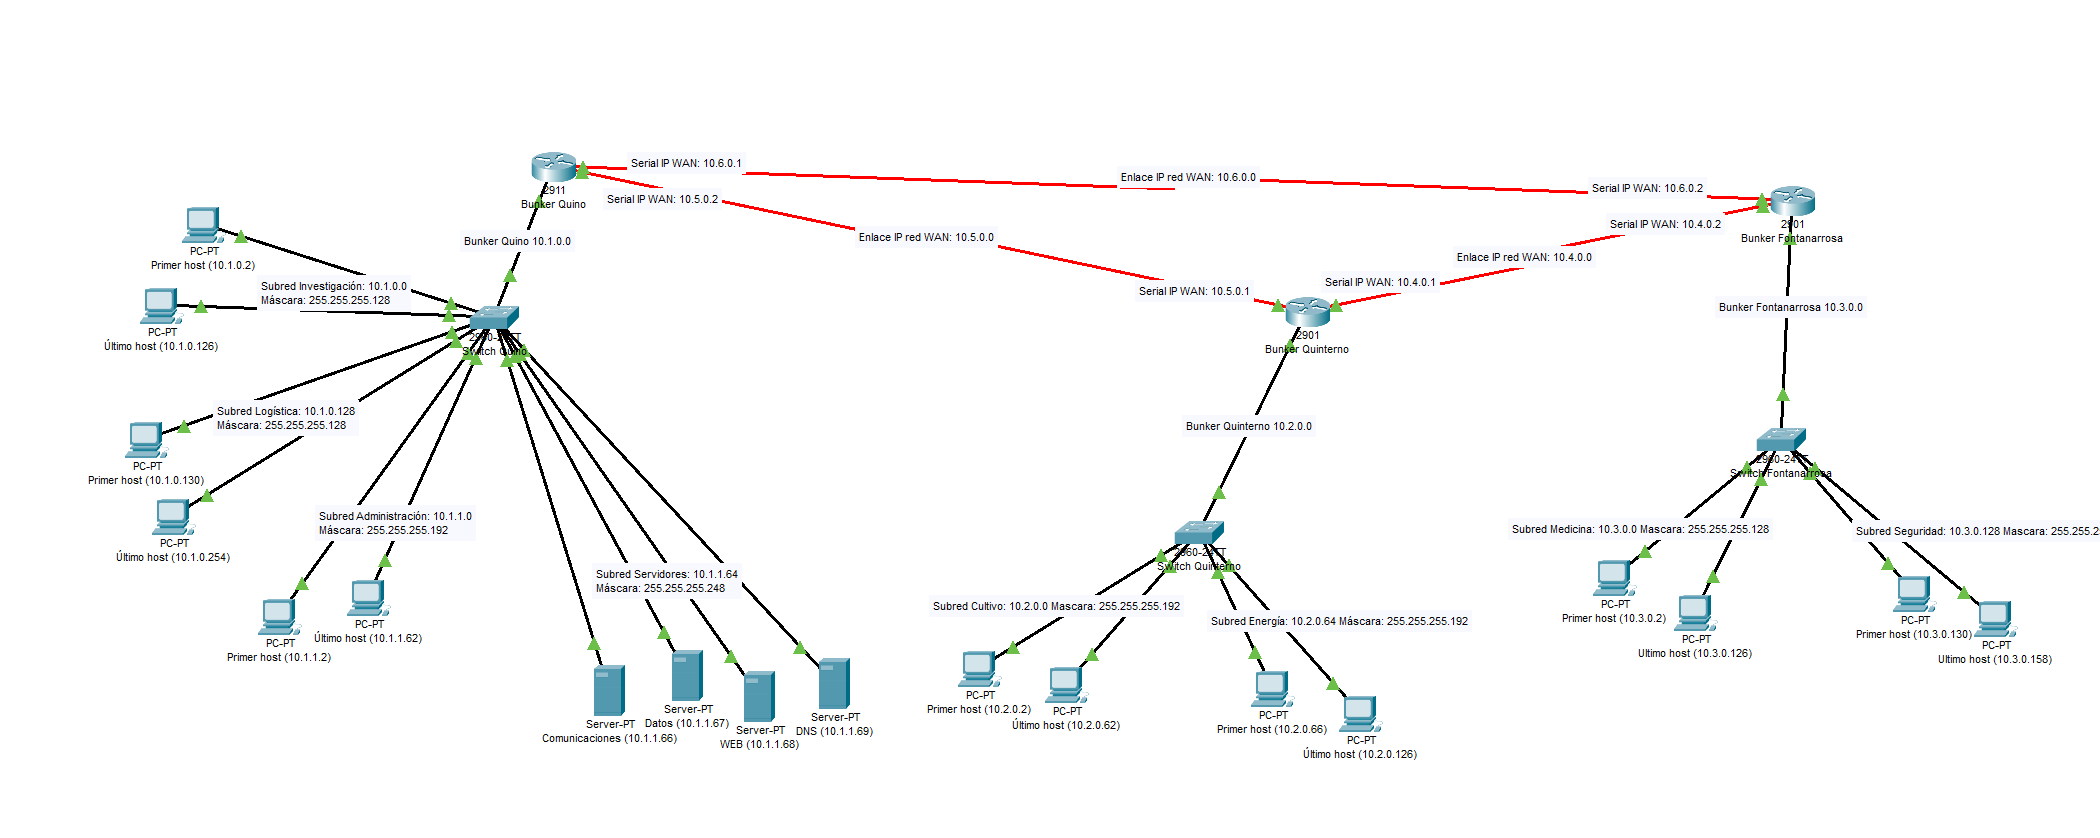 Serial IP WAN: 10.6.0.1
Enlace IP red WAN: 10.6.0.0
Serial IP WAN: 10.6.0.2
2911
Bunker Quino
Serial IP WAN: 10.5.0.2
Enlace IP red WAN: 10.5.0.0
Serial IP WAN: 10.5.0.1
Serial IP WAN: 10.4.0.2
2901
Bunker Fontanarrosa
Enlace IP red WAN: 10.4.0.0
Serial IP WAN: 10.4.0.1
2901
Bunker Quinterno
Bunker Quino 10.1.0.0
PC-PT
Primer host (10.1.0.2)
Subred Investigación: 10.1.0.0
Máscara: 255.255.255.128
PC-PT
Último host (10.1.0.126)
Switch Quino
Subred Logística: 10.1.0.128
Máscara: 255.255.255.128
PC-PT
Primer host (10.1.0.130)
PC-PT
Último host (10.1.0.254)
Subred Administración: 10.1.1.0
Máscara: 255.255.255.192
PC-PT
Primer host (10.1.1.2)
PC-PT
Último host (10.1.1.62)
Subred Servidores: 10.1.1.64
Máscara: 255.255.255.248
Server-PT
Comunicaciones (10.1.1.66)
Server-PT
Datos (10.1.1.67)
Server-PT
WEB (10.1.1.68)
Server-PT
DNS (10.1.1.69)
Bunker Quinterno 10.2.0.0
Switch Quinterno
Subred Cultivo: 10.2.0.0 Mascara: 255.255.255.192
Subred Energía: 10.2.0.64 Máscara: 255.255.255.192
PC-PT
Primer host (10.2.0.2)
PC-PT
Último host (10.2.0.62)
PC-PT
Primer host (10.2.0.66)
PC-PT
Último host (10.2.0.126)
Bunker Fontanarrosa 10.3.0.0
Switch Fontanarrosa
Subred Medicina: 10.3.0.0 Mascara: 255.255.255.128
Subred Seguridad: 10.3.0.128 Mascara: 255.255.2
PC-PT
Primer host (10.3.0.2)
PC-PT
Ultimo host (10.3.0.126)
PC-PT
Primer host (10.3.0.130)
PC-PT
Ultimo host (10.3.0.158)